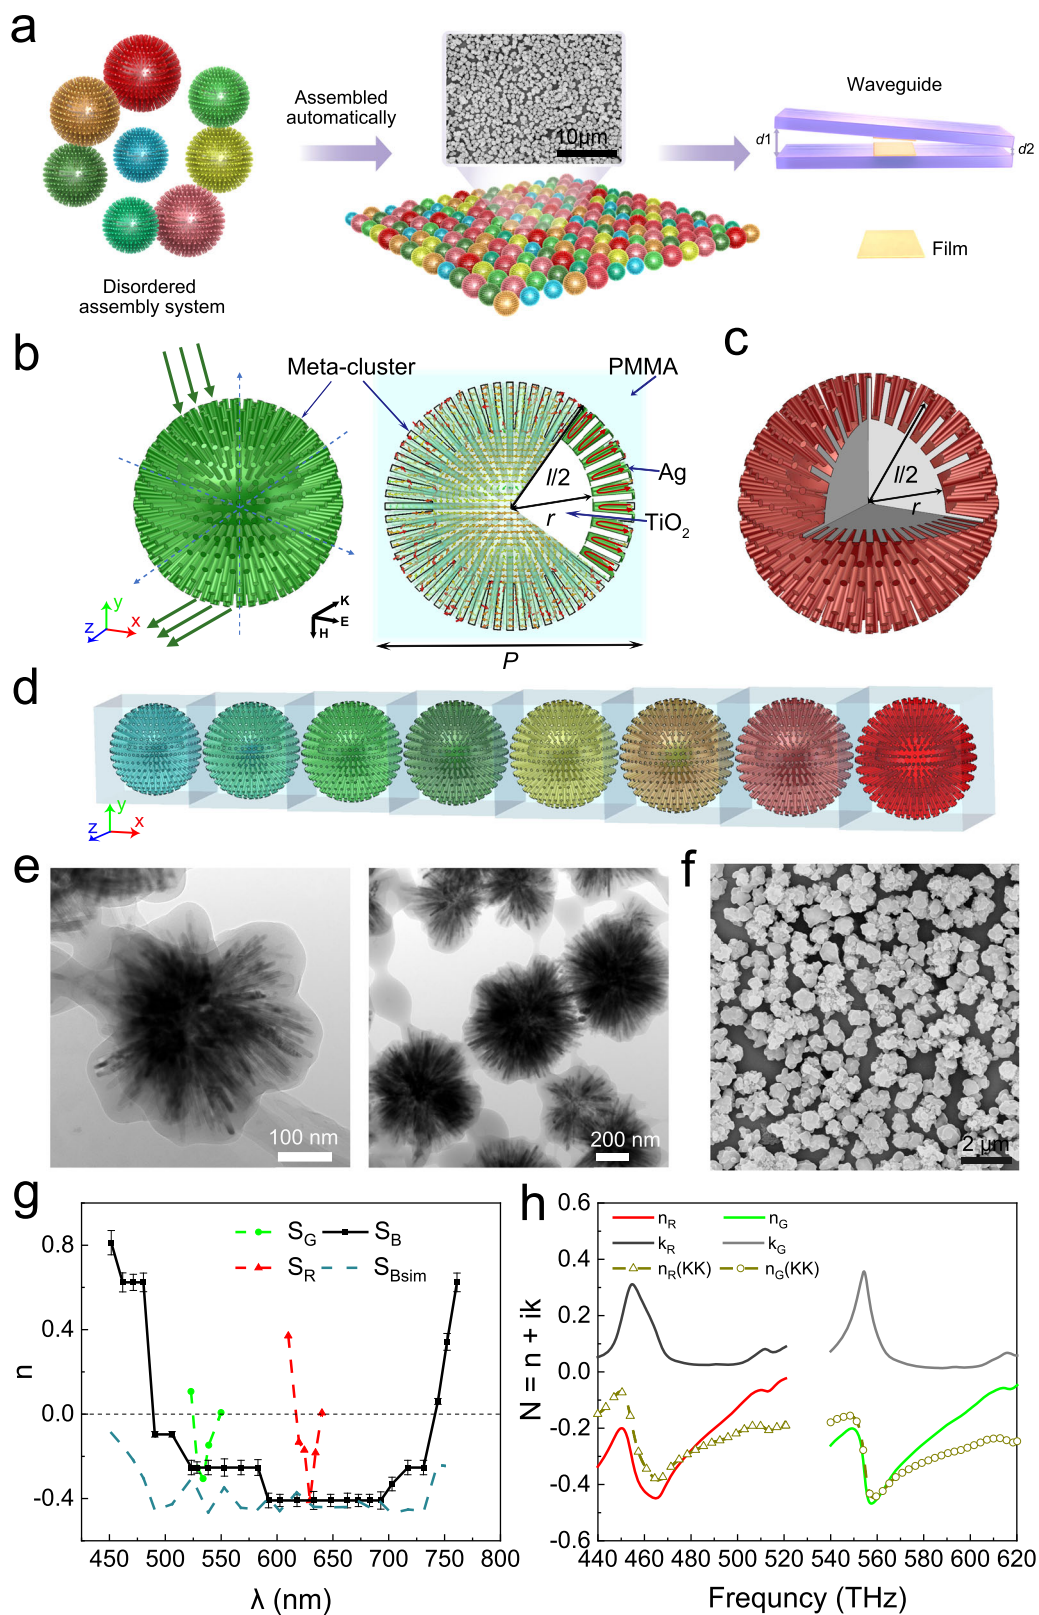 a
Assembled
automatically
10μm
Waveguide
d1
d2
Film
Disordered
assembly system
b
Meta-cluster
PMMA
l/2
r
Ag
TiO2
P
y
z
x
K
E
H
c
l/2
r
d
y
z
x
e
100 nm
200 nm
f
2 μm
g
n
0.8
0.4
0.0
-0.4
SG
SB
SR
SBsim
450 500 550 600 650 700 750 800
λ (nm)
h
N = n + ik
0.6
0.4
0.2
0.0
-0.2
-0.4
-0.6
nR
nG
kR
kG
nR(KK)
nG(KK)
440 460 480 500 520 540 560 580 600 620
Frequncy (THz)